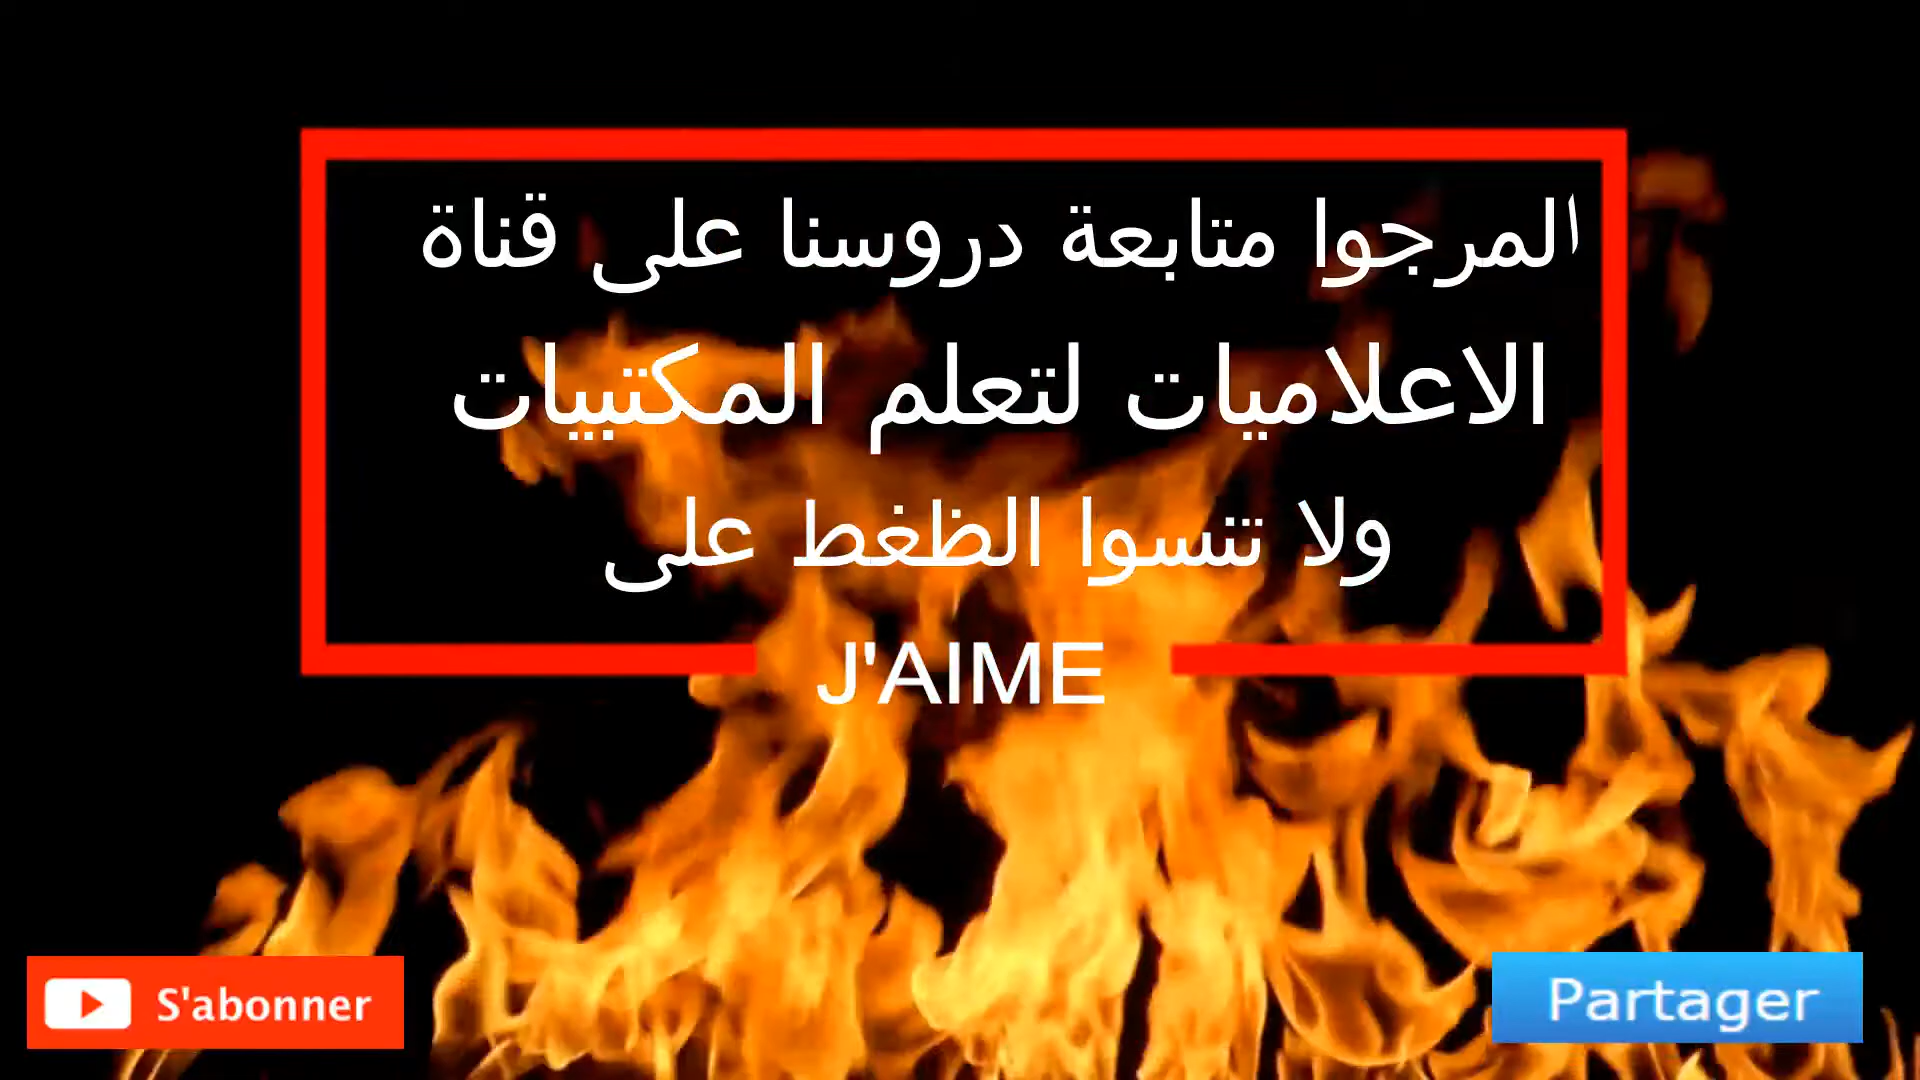 المرجوا متابعة دروسنا على قناة
الاعلاميات لتعلم المكتبيات
ولا تنسوا الظغط على
J'AIME
S'abonner
Partager